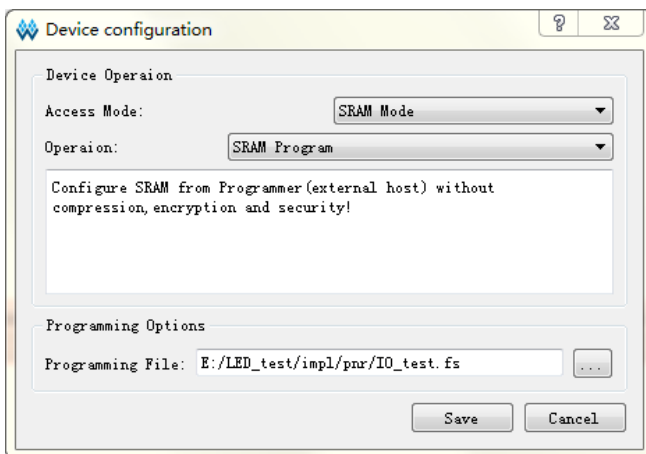 Device configuration
Device Operaion
Access Mode: SRAM Mode
Operaion: SRAM Program
Configure SRAM from Programmer(external host) without
compression,encryption and security!
Programming Options
Programming File: E:/LED_test/impl/pnr/IO_test.fs ...
Save Cancel